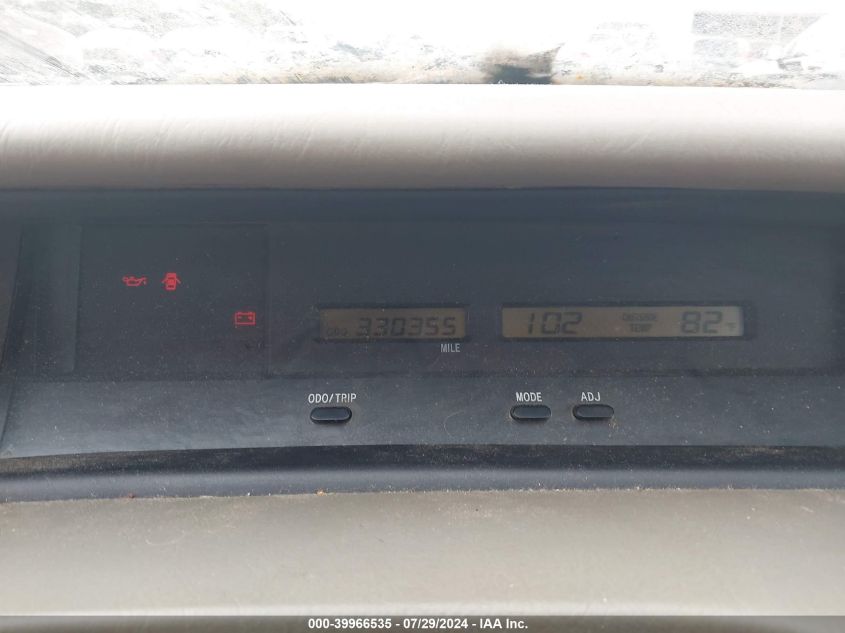 ODO 330355
102 OUTSIDE TEMP 82°F
MILE
ODO/TRIP MODE ADJ
000-39966535 - 07/29/2024 - IAA Inc.